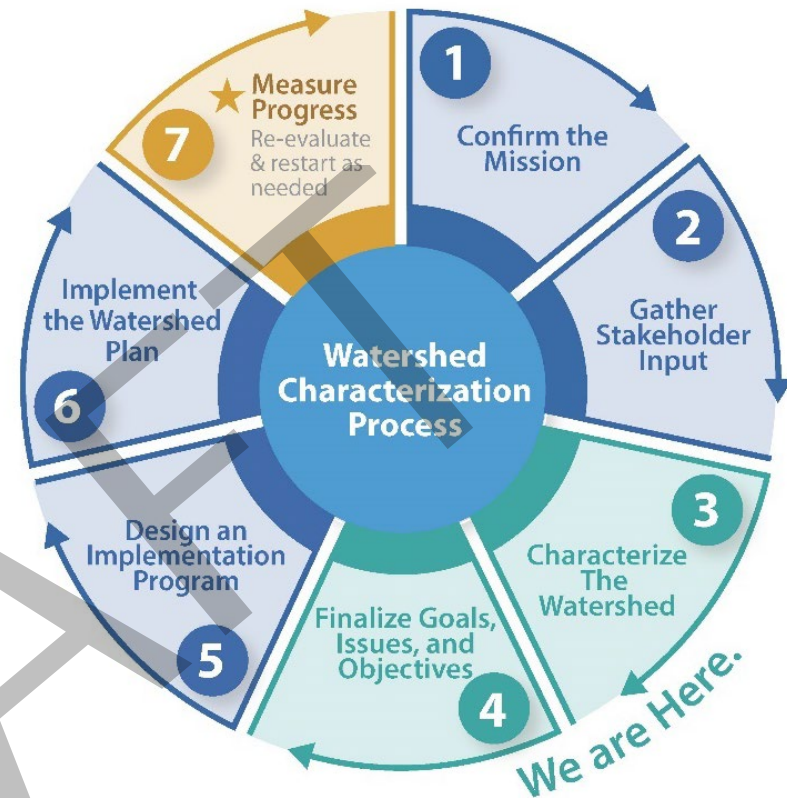 Watershed
Characterization
Process
1
Confirm the
Mission
2
Gather
Stakeholder
Input
3
Characterize
The
Watershed
We are Here.
4
Finalize Goals,
Issues, and
Objectives
5
Design an
Implementation
Program
6
Implement
the Watershed
Plan
7
Measure
Progress
Re-evaluate
& restart as
needed